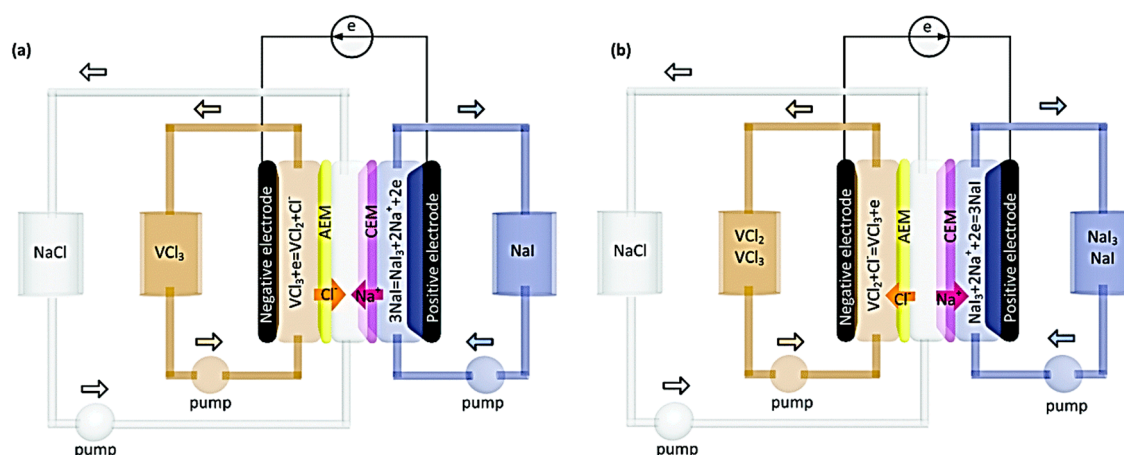 (a)
e
NaCl
VCl₃
Negative electrode
VCl₃+e=VCl₂+Cl⁻
AEM
Cl⁻
Na⁺
CEM
3NaI=NaI₃+2Na⁺+2e
Positive electrode
NaI
pump
pump
pump
(b)
e
NaCl
VCl₂
VCl₃
Negative electrode
VCl₂+Cl⁻=VCl₃+e
AEM
Cl⁻
Na⁺
CEM
NaI₃+2Na⁺+2e=3NaI
Positive electrode
NaI₃
NaI
pump
pump
pump